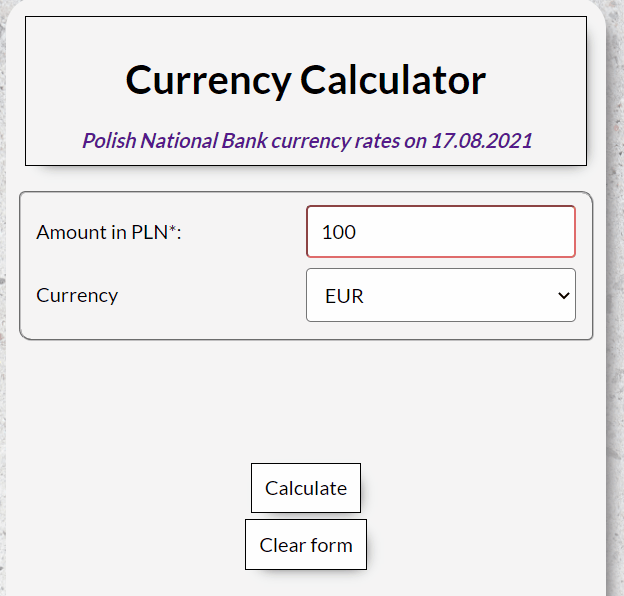 Currency Calculator
Polish National Bank currency rates on 17.08.2021
Amount in PLN*: 100
Currency EUR
Calculate
Clear form